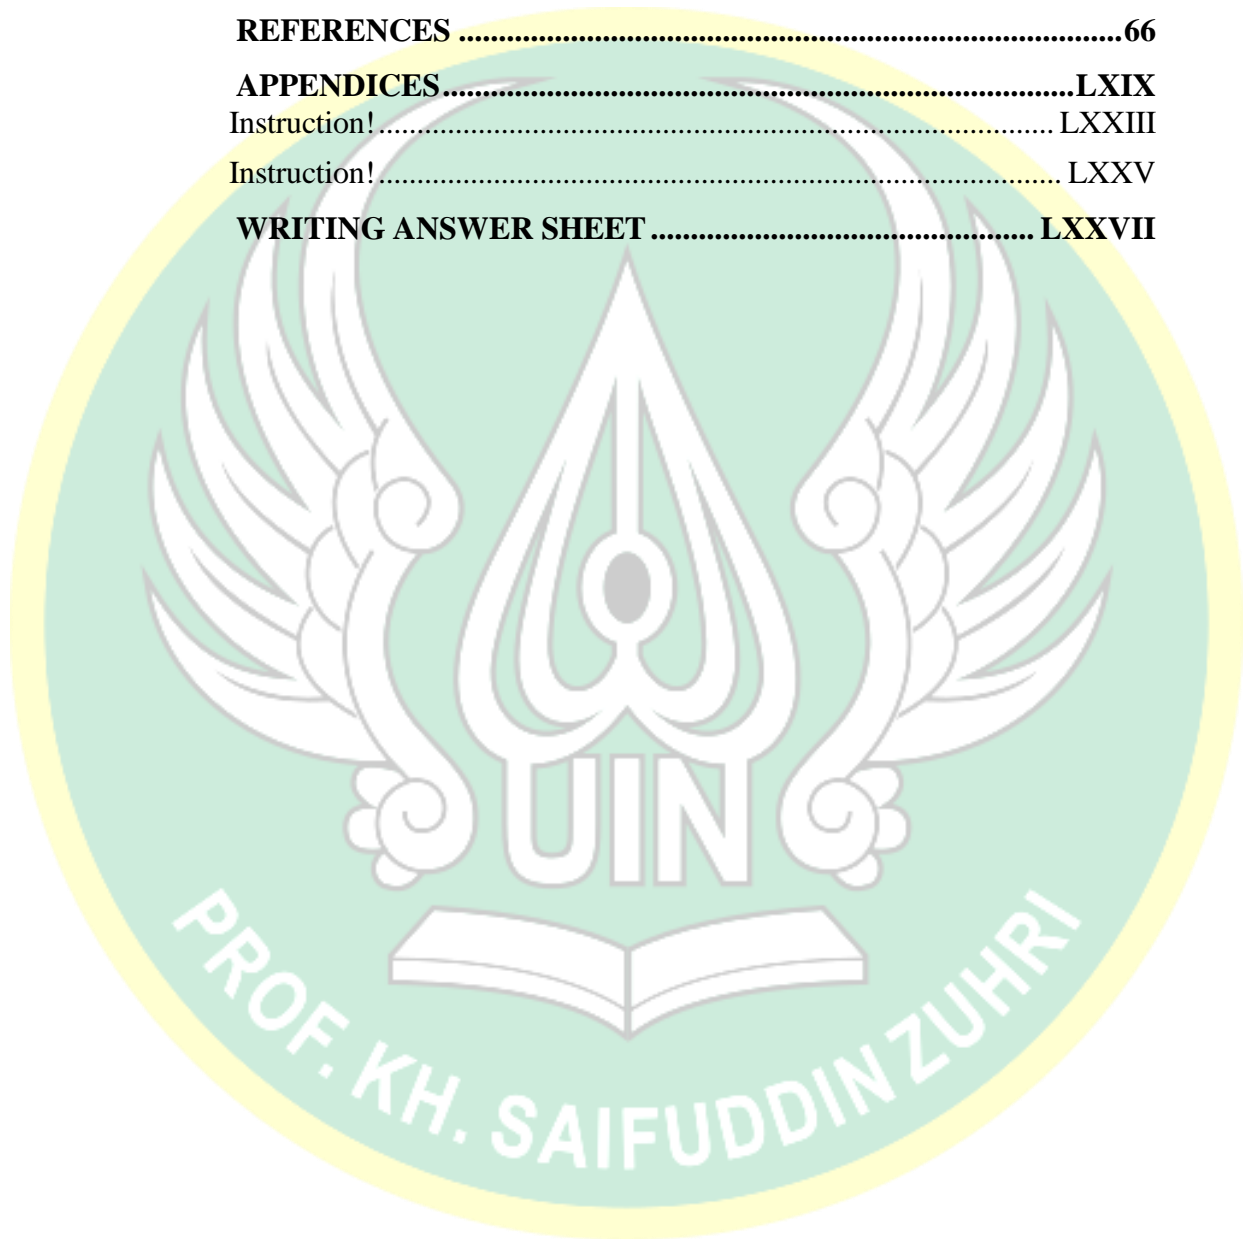 REFERENCES ....................................................................................66
APPENDICES................................................................................LXIX
Instruction!...................................................................................... LXXIII
Instruction!....................................................................................... LXXV
WRITING ANSWER SHEET ................................................ LXXVII
UIN
PROF. KH. SAIFUDDIN ZUHRI